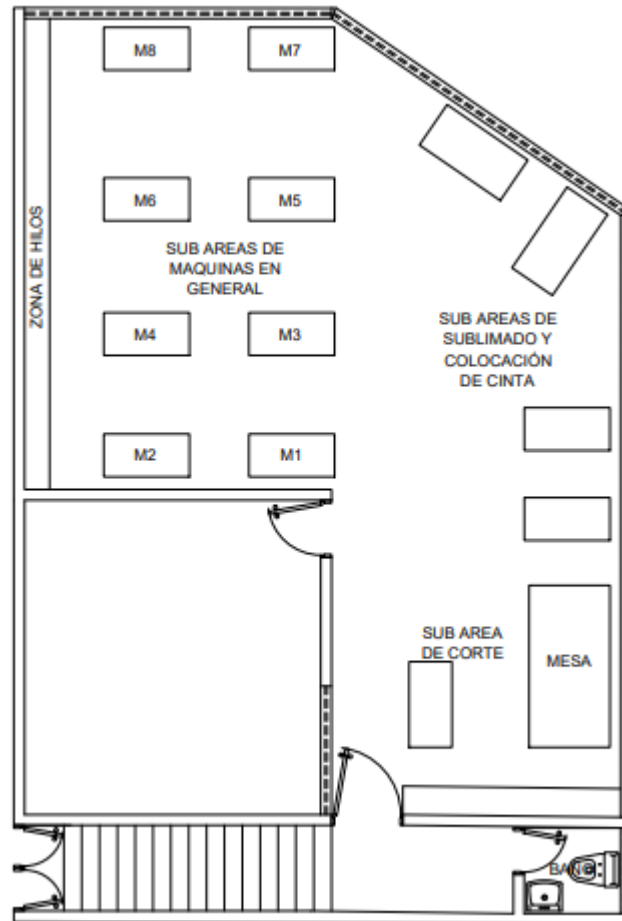 M8
M7
M6
M5
ZONA DE HILOS
SUB AREAS DE
MAQUINAS EN
GENERAL
SUB AREAS DE
SUBLIMADO Y
COLOCACIÓN
DE CINTA
M4
M3
M2
M1
SUB AREA
DE CORTE
MESA
BAÑO